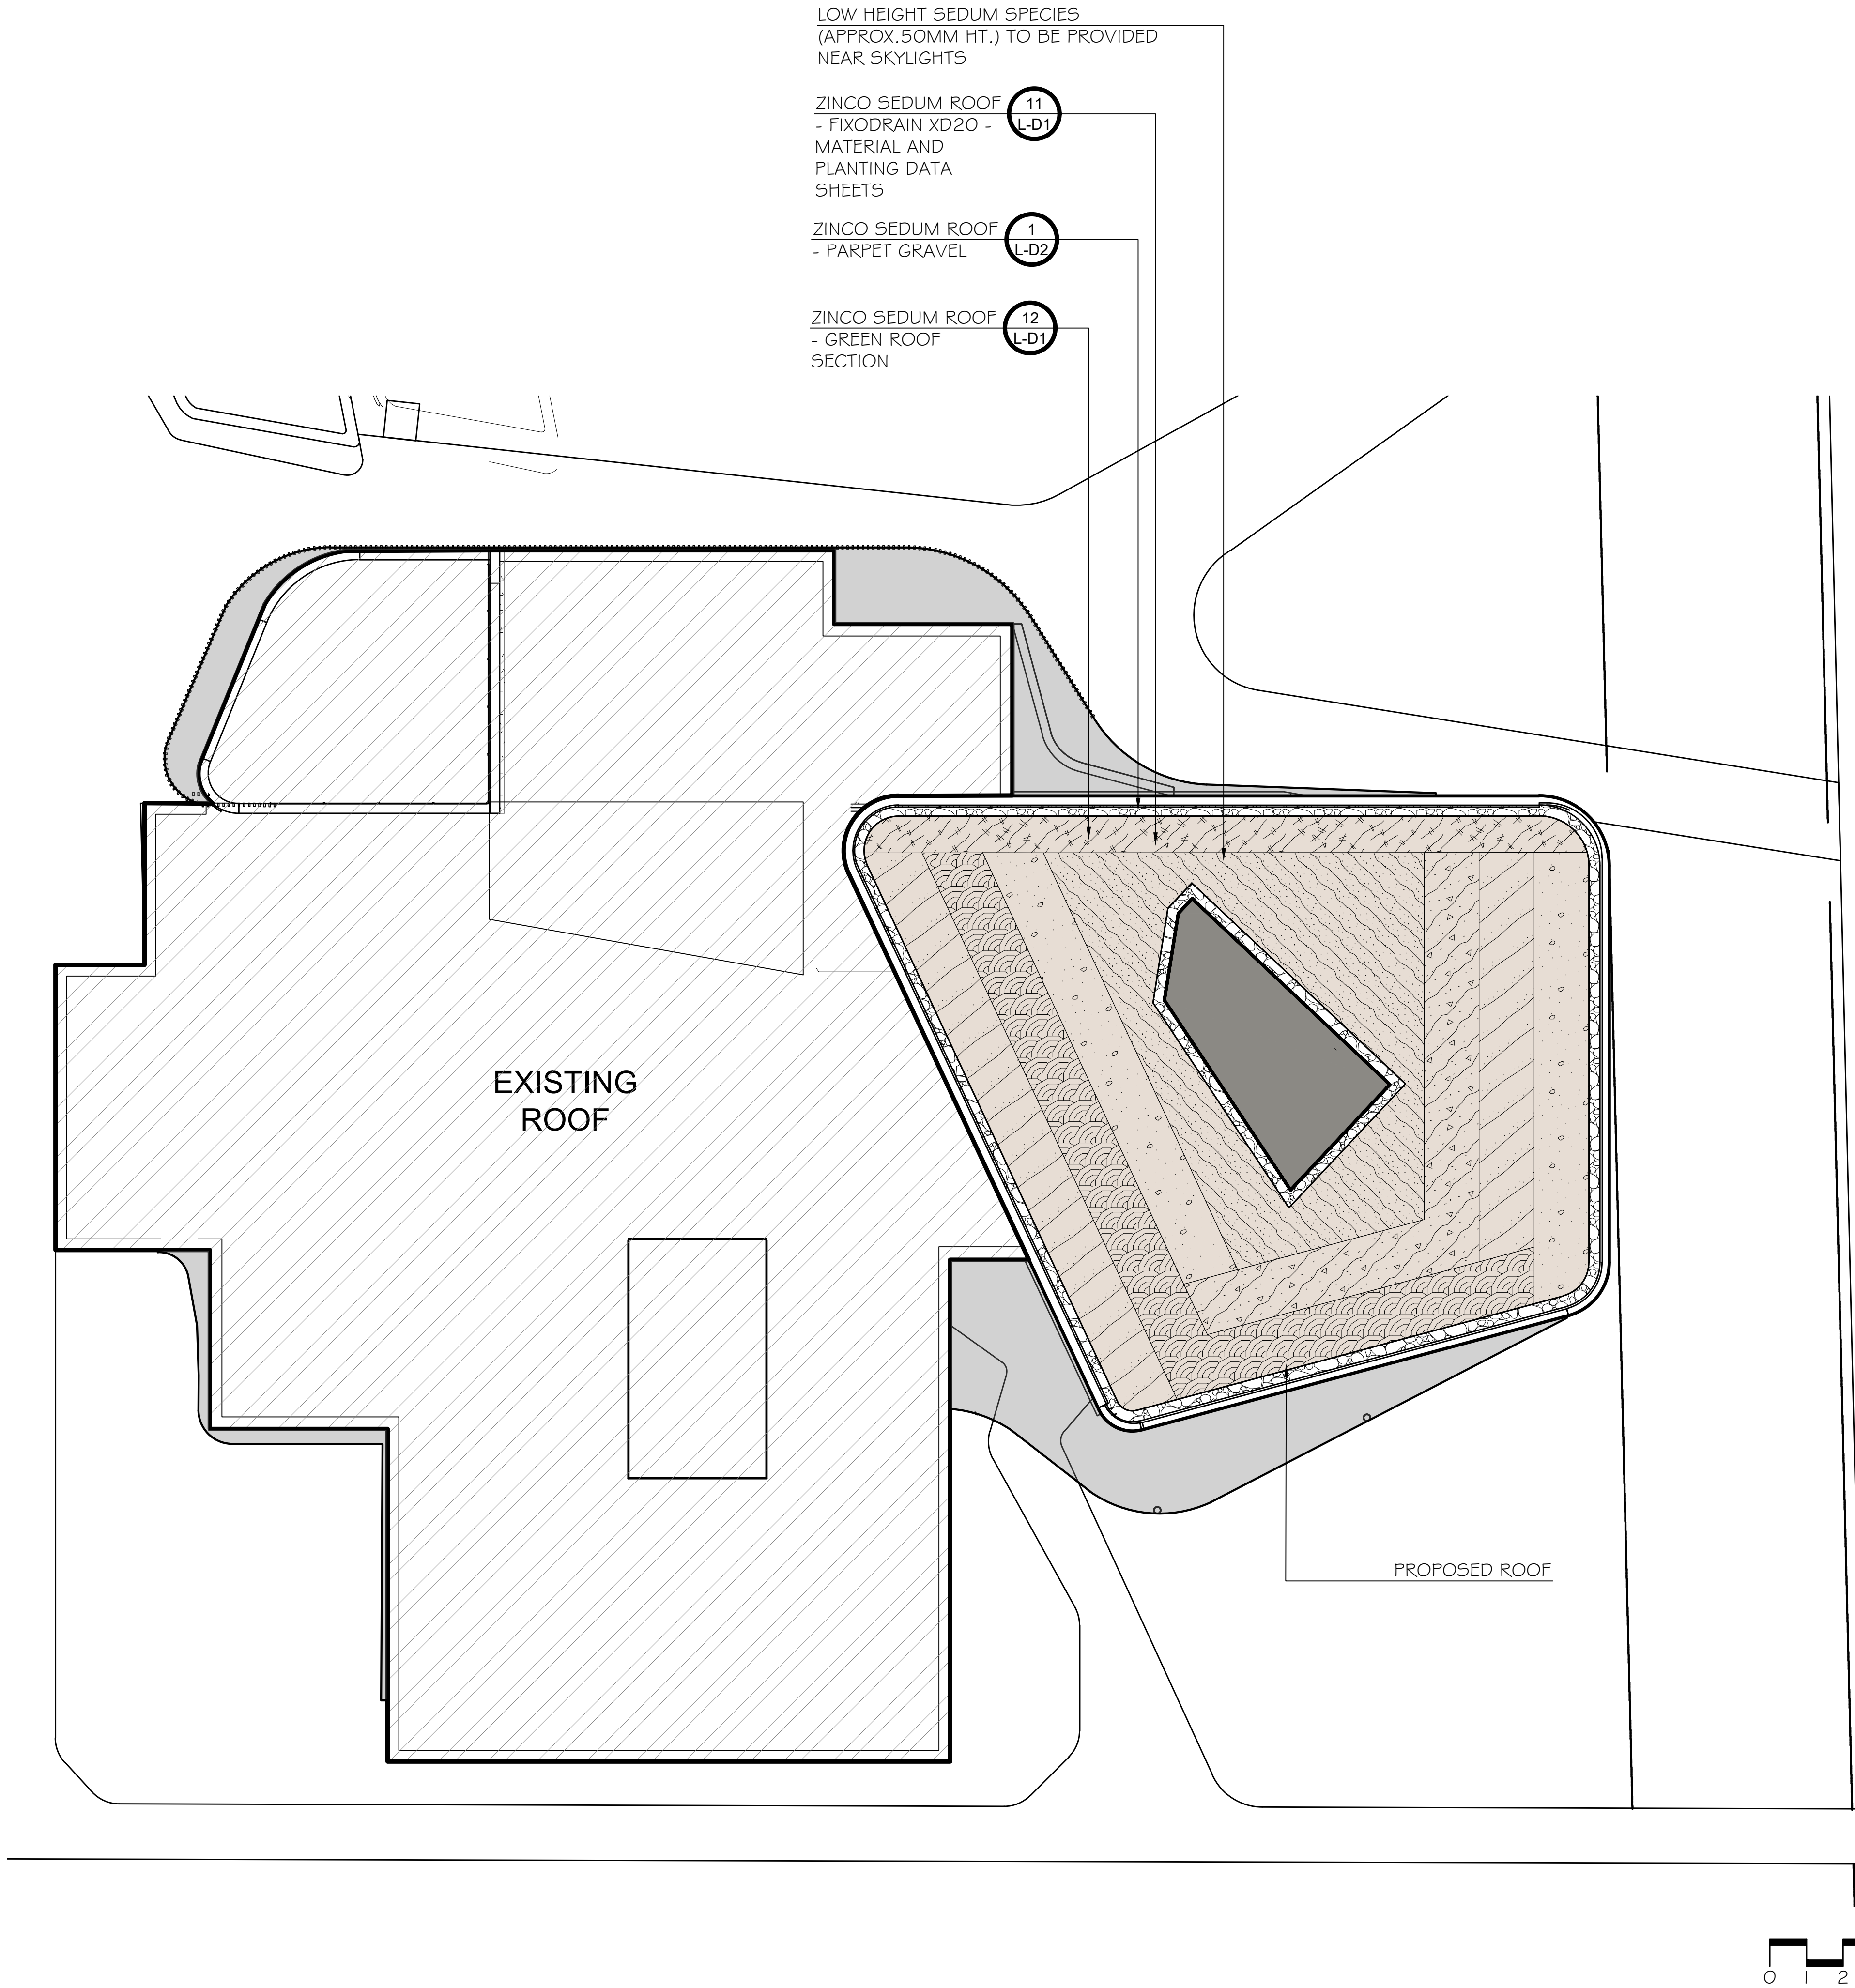 LOW HEIGHT SEDUM SPECIES
(APPROX.50MM HT.) TO BE PROVIDED
NEAR SKYLIGHTS
ZINCO SEDUM ROOF
- FIXODRAIN XD20 -
MATERIAL AND
PLANTING DATA
SHEETS
11
L-D1
ZINCO SEDUM ROOF
- PARPET GRAVEL
1
L-D2
ZINCO SEDUM ROOF
- GREEN ROOF
SECTION
12
L-D1
EXISTING
ROOF
PROPOSED ROOF
0 1 2